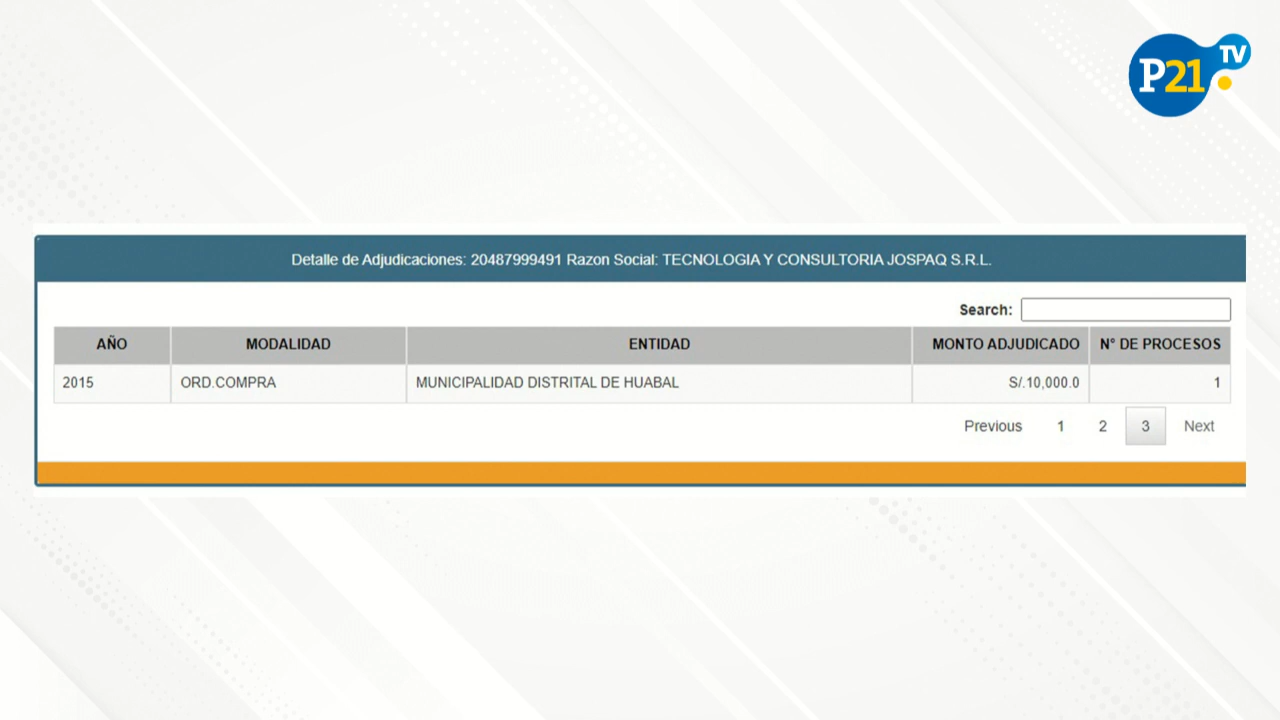 P21 TV
Detalle de Adjudicaciones: 20487999491 Razon Social: TECNOLOGIA Y CONSULTORIA JOSPAQ S.R.L.
Search:
AÑO MODALIDAD ENTIDAD MONTO ADJUDICADO N° DE PROCESOS
2015 ORD.COMPRA MUNICIPALIDAD DISTRITAL DE HUABAL S/.10,000.0 1
Previous 1 2 3 Next